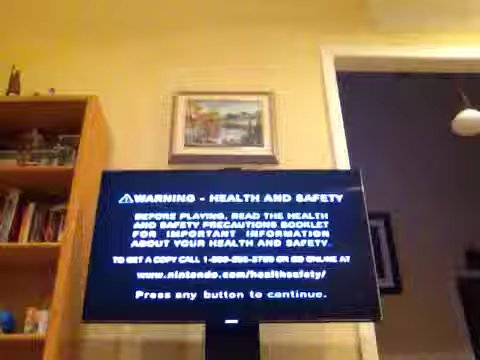 ⚠WARNING - HEALTH AND SAFETY
BEFORE PLAYING, READ THE HEALTH
AND SAFETY PRECAUTIONS BOOKLET
FOR IMPORTANT INFORMATION
ABOUT YOUR HEALTH AND SAFETY.
TO GET A COPY CALL OR GO ONLINE AT
www.nintendo.com/healthsafety/
Press any button to continue.